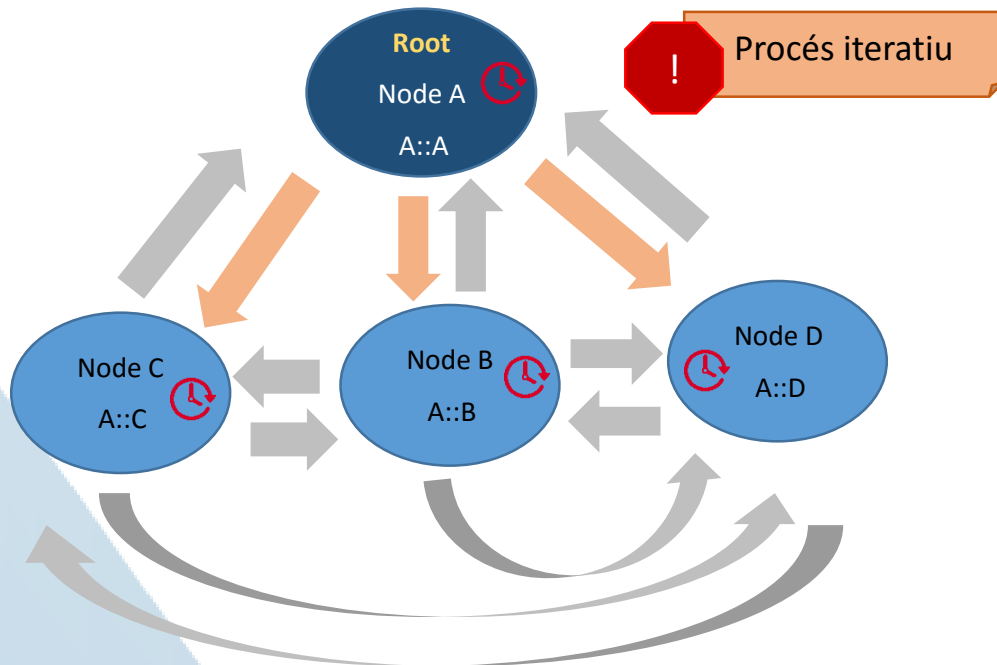 Root
Node A
A::A
!
Procés iteratiu
Node C
A::C
Node B
A::B
Node D
A::D